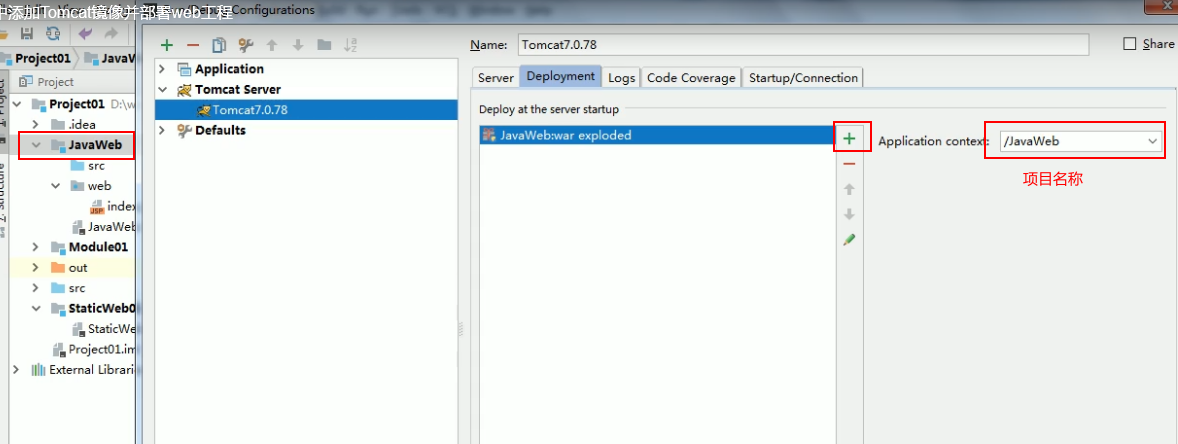 中添加Tomcat镜像并部署web工程
Configurations
Name: Tomcat7.0.78
Share
Project01
JavaW
Project
Project01 D:\w
.idea
JavaWeb
src
web
index
JSP
JavaWeb
Module01
out
src
StaticWeb0
StaticWe
Project01.im
External Librari
Application
Tomcat Server
Tomcat7.0.78
Defaults
Server Deployment Logs Code Coverage Startup/Connection
Deploy at the server startup
JavaWeb:war exploded
Application context: /JavaWeb
项目名称